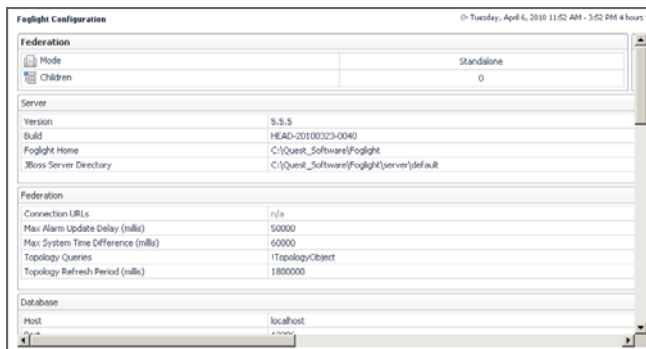 Foglight Configuration
Tuesday, April 6, 2010 11:52 AM - 3:52 PM 4 hours
Federation
Mode Standalone
Children 0
Server
Version 5.5.5
Build HEAD-20100323-0040
Foglight Home C:\Quest_Software\Foglight
JBoss Server Directory C:\Quest_Software\Foglight\server\default
Federation
Connection URLs n/a
Max Alarm Update Delay (millis) 50000
Max System Time Difference (millis) 60000
Topology Queries !TopologyObject
Topology Refresh Period (millis) 1800000
Database
Host localhost